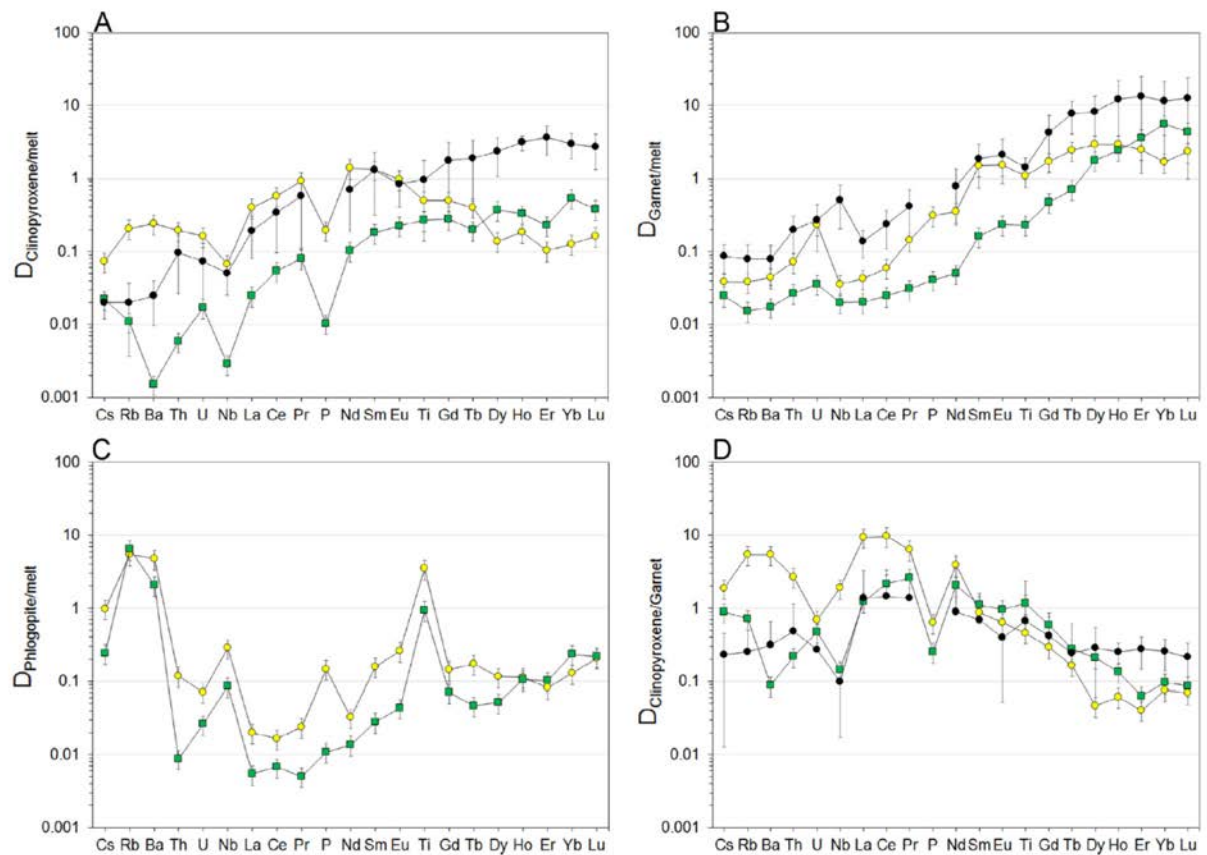 A
100
10
1
0.1
0.01
0.001
D Clinopyroxene/melt
Cs Rb Ba Th U Nb La Ce Pr P Nd Sm Eu Ti Gd Tb Dy Ho Er Yb Lu
B
100
10
1
0.1
0.01
0.001
D Garnet/melt
Cs Rb Ba Th U Nb La Ce Pr P Nd Sm Eu Ti Gd Tb Dy Ho Er Yb Lu
C
100
10
1
0.1
0.01
0.001
D Phlogopite/melt
Cs Rb Ba Th U Nb La Ce Pr P Nd Sm Eu Ti Gd Tb Dy Ho Er Yb Lu
D
100
10
1
0.1
0.01
0.001
D Clinopyroxene/Garnet
Cs Rb Ba Th U Nb La Ce Pr P Nd Sm Eu Ti Gd Tb Dy Ho Er Yb Lu